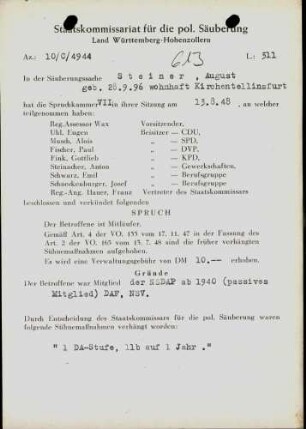 Staatskommissariat für die pol. Säuberung
Land Württemberg-Hohenzollern
Az.: 10/C/4944
613
L: 511
In der Säuberungssache Steiner, August
geb. 28.9.96 wohnhaft Kirchentellinsfurt
hat die Spruchkammer VII in ihrer Sitzung am 13.8.48, an welcher
teilgenommen haben:
Reg.Assessor Wax Vorsitzender,
Uhl, Eugen Beisitzer — CDU,
Munk, Alois „ — SPD,
Fischer, Paul „ — DVP,
Fink, Gottlieb „ — KPD,
Steinacher, Anton „ — Gewerkschaften,
Schwarz, Emil „ — Berufsgruppe
Schnekenburger, Josef „ — Berufsgruppe
Reg.-Ang. Hauer, Franz Vertreter des Staatskommissars
beschlossen und verkündet folgenden
SPRUCH
Der Betroffene ist Mitläufer.
Gemäß Art. 4 der VO. 133 vom 17. 11. 47 in der Fassung des
Art. 2 der VO. 165 vom 13. 7. 48 sind die früher verhängten
Sühnemaßnahmen aufgehoben.
Es wird eine Verwaltungsgebühr von DM 10.-- erhoben.
Gründe
Der Betroffene war Mitglied der NSDAP ab 1940 (passives
Mitglied) DAF, NSV.
Durch Entscheidung des Staatskommissars für die pol. Säuberung waren
folgende Sühnemaßnahmen verhängt worden:
"1 DA-Stufe, 11b auf 1 Jahr ."